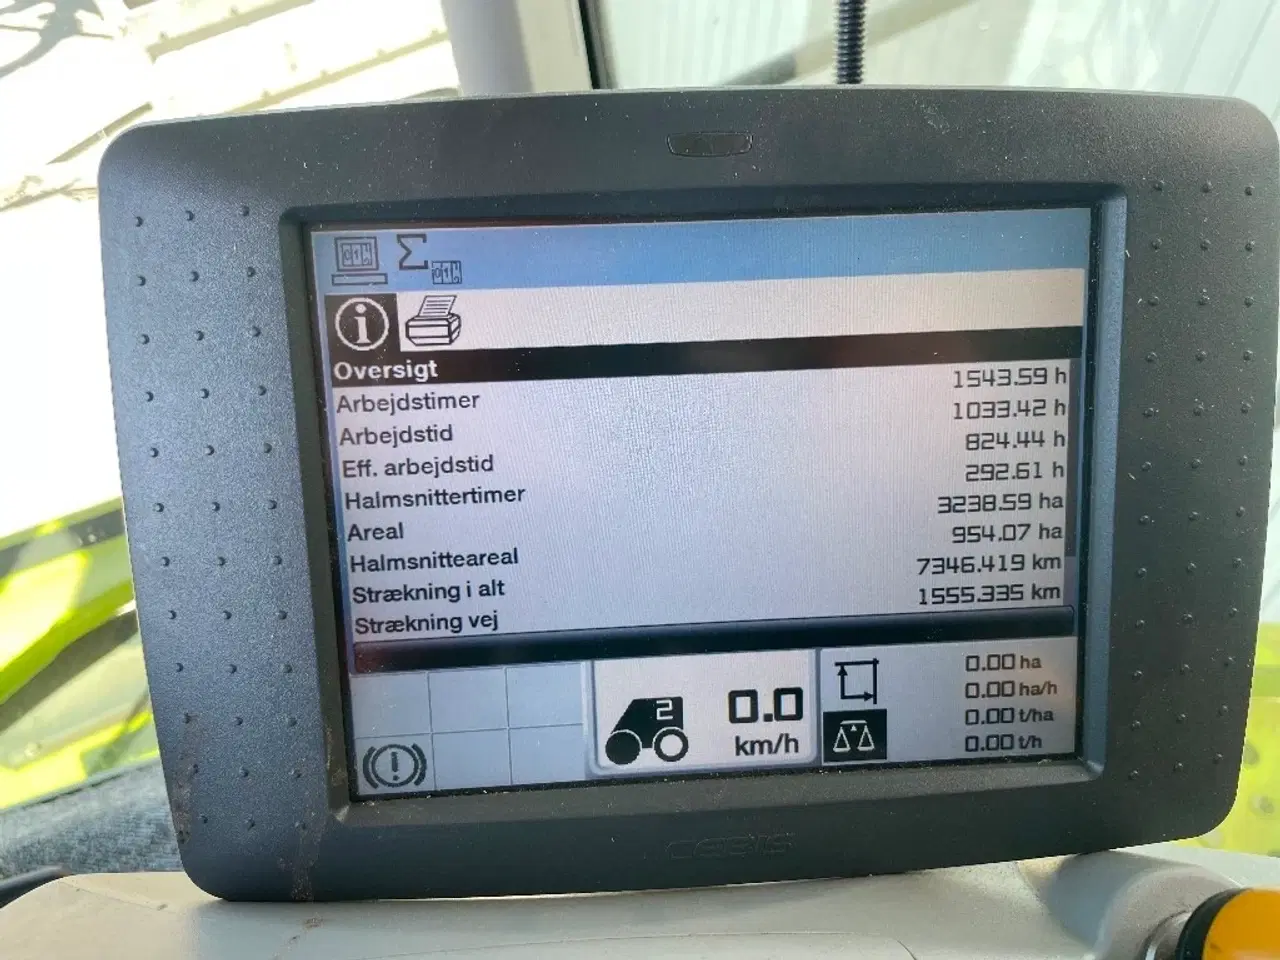 Oversigt
Arbejdstimer 1543.59 h
Arbejdstid 1033.42 h
Eff. arbejdstid 824.44 h
Halmsnittertimer 292.61 h
Areal 3238.59 ha
Halmsnitteareal 954.07 ha
Strækning i alt 7346.419 km
Strækning vej 1555.335 km
2
0.0
km/h
0.00 ha
0.00 ha/h
0.00 t/ha
0.00 t/h
CEBIS